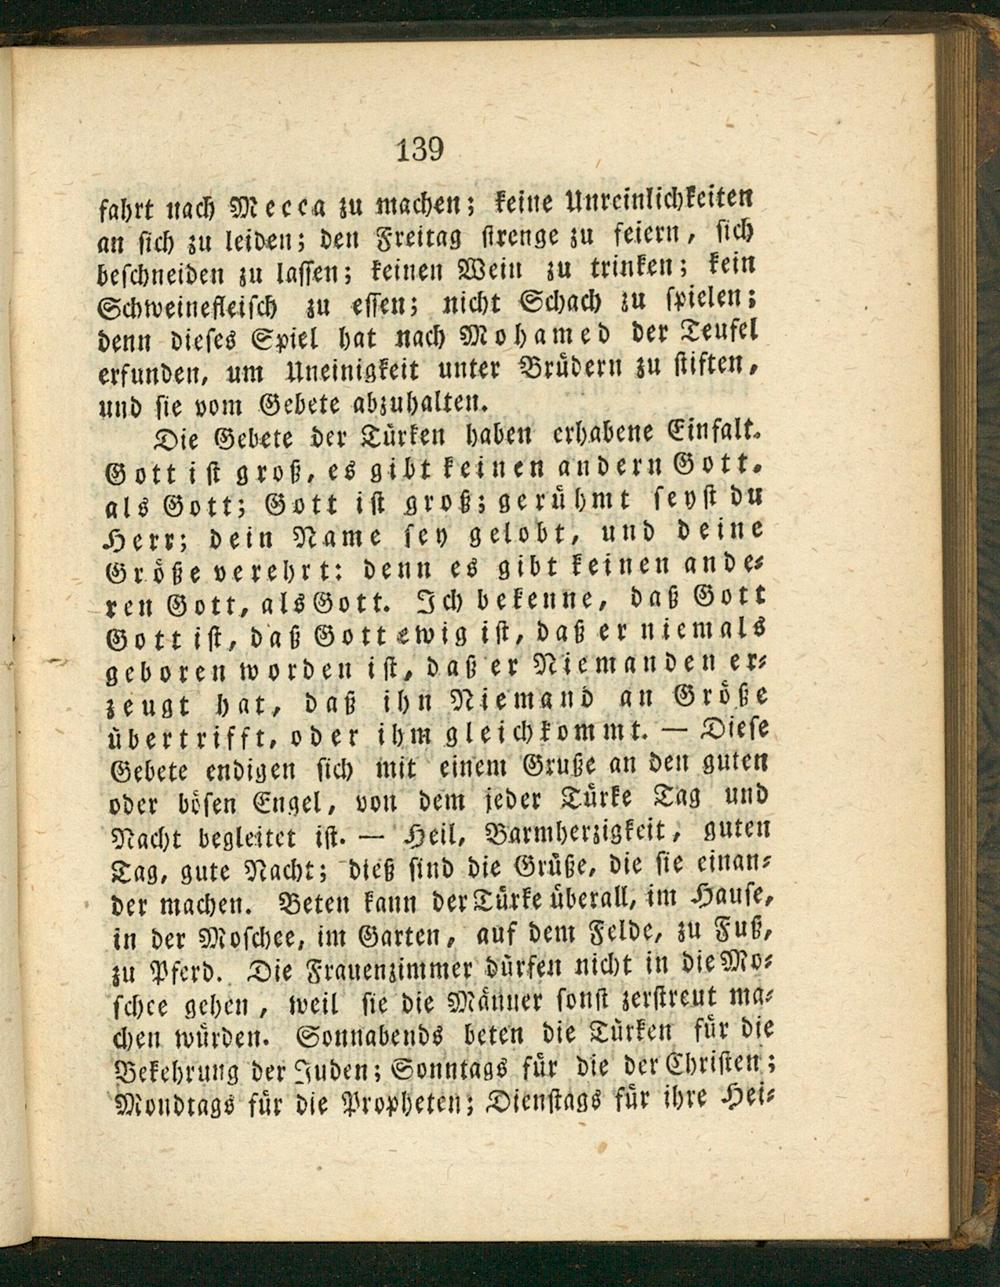 139
fahrt nach Mecca zu machen; keine Unreinlichkeiten
an sich zu leiden; den Freitag strenge zu feiern, sich
beschneiden zu lassen; keinen Wein zu trinken; kein
Schweinefleisch zu essen; nicht Schach zu spielen;
denn dieses Spiel hat nach Mohamed der Teufel
erfunden, um Uneinigkeit unter Brüdern zu stiften,
und sie vom Gebete abzuhalten.
Die Gebete der Türken haben erhabene Einfalt.
Gott ist groß, es gibt keinen andern Gott.
als Gott; Gott ist groß; gerühmt seyst du
Herr; dein Name sey gelobt, und deine
Größe verehrt: denn es gibt keinen ande-
ren Gott, als Gott. Ich bekenne, daß Gott
Gott ist, daß Gott ewig ist, daß er niemals
geboren worden ist, daß er Niemanden er-
zeugt hat, daß ihn Niemand an Größe
übertrifft, oder ihm gleichkommt. — Diese
Gebete endigen sich mit einem Gruße an den guten
oder bösen Engel, von dem jeder Türke Tag und
Nacht begleitet ist. — Heil, Barmherzigkeit, guten
Tag, gute Nacht; dieß sind die Grüße, die sie einan-
der machen. Beten kann der Türke überall, im Hause,
in der Moschee, im Garten, auf dem Felde, zu Fuß,
zu Pferd. Die Frauenzimmer dürfen nicht in die Mo-
schee gehen, weil sie die Männer sonst zerstreut ma-
chen würden. Sonnabends beten die Türken für die
Bekehrung der Juden; Sonntags für die der Christen;
Mondtags für die Propheten; Dienstags für ihre Hei-